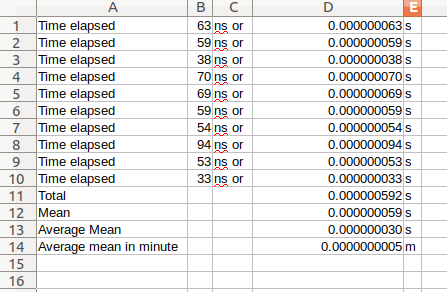 A B C D E
1 Time elapsed 63 ns or 0.000000063 s
2 Time elapsed 59 ns or 0.000000059 s
3 Time elapsed 38 ns or 0.000000038 s
4 Time elapsed 70 ns or 0.000000070 s
5 Time elapsed 69 ns or 0.000000069 s
6 Time elapsed 59 ns or 0.000000059 s
7 Time elapsed 54 ns or 0.000000054 s
8 Time elapsed 94 ns or 0.000000094 s
9 Time elapsed 53 ns or 0.000000053 s
10 Time elapsed 33 ns or 0.000000033 s
11 Total 0.000000592 s
12 Mean 0.000000059 s
13 Average Mean 0.000000030 s
14 Average mean in minute 0.0000000005 m
15
16